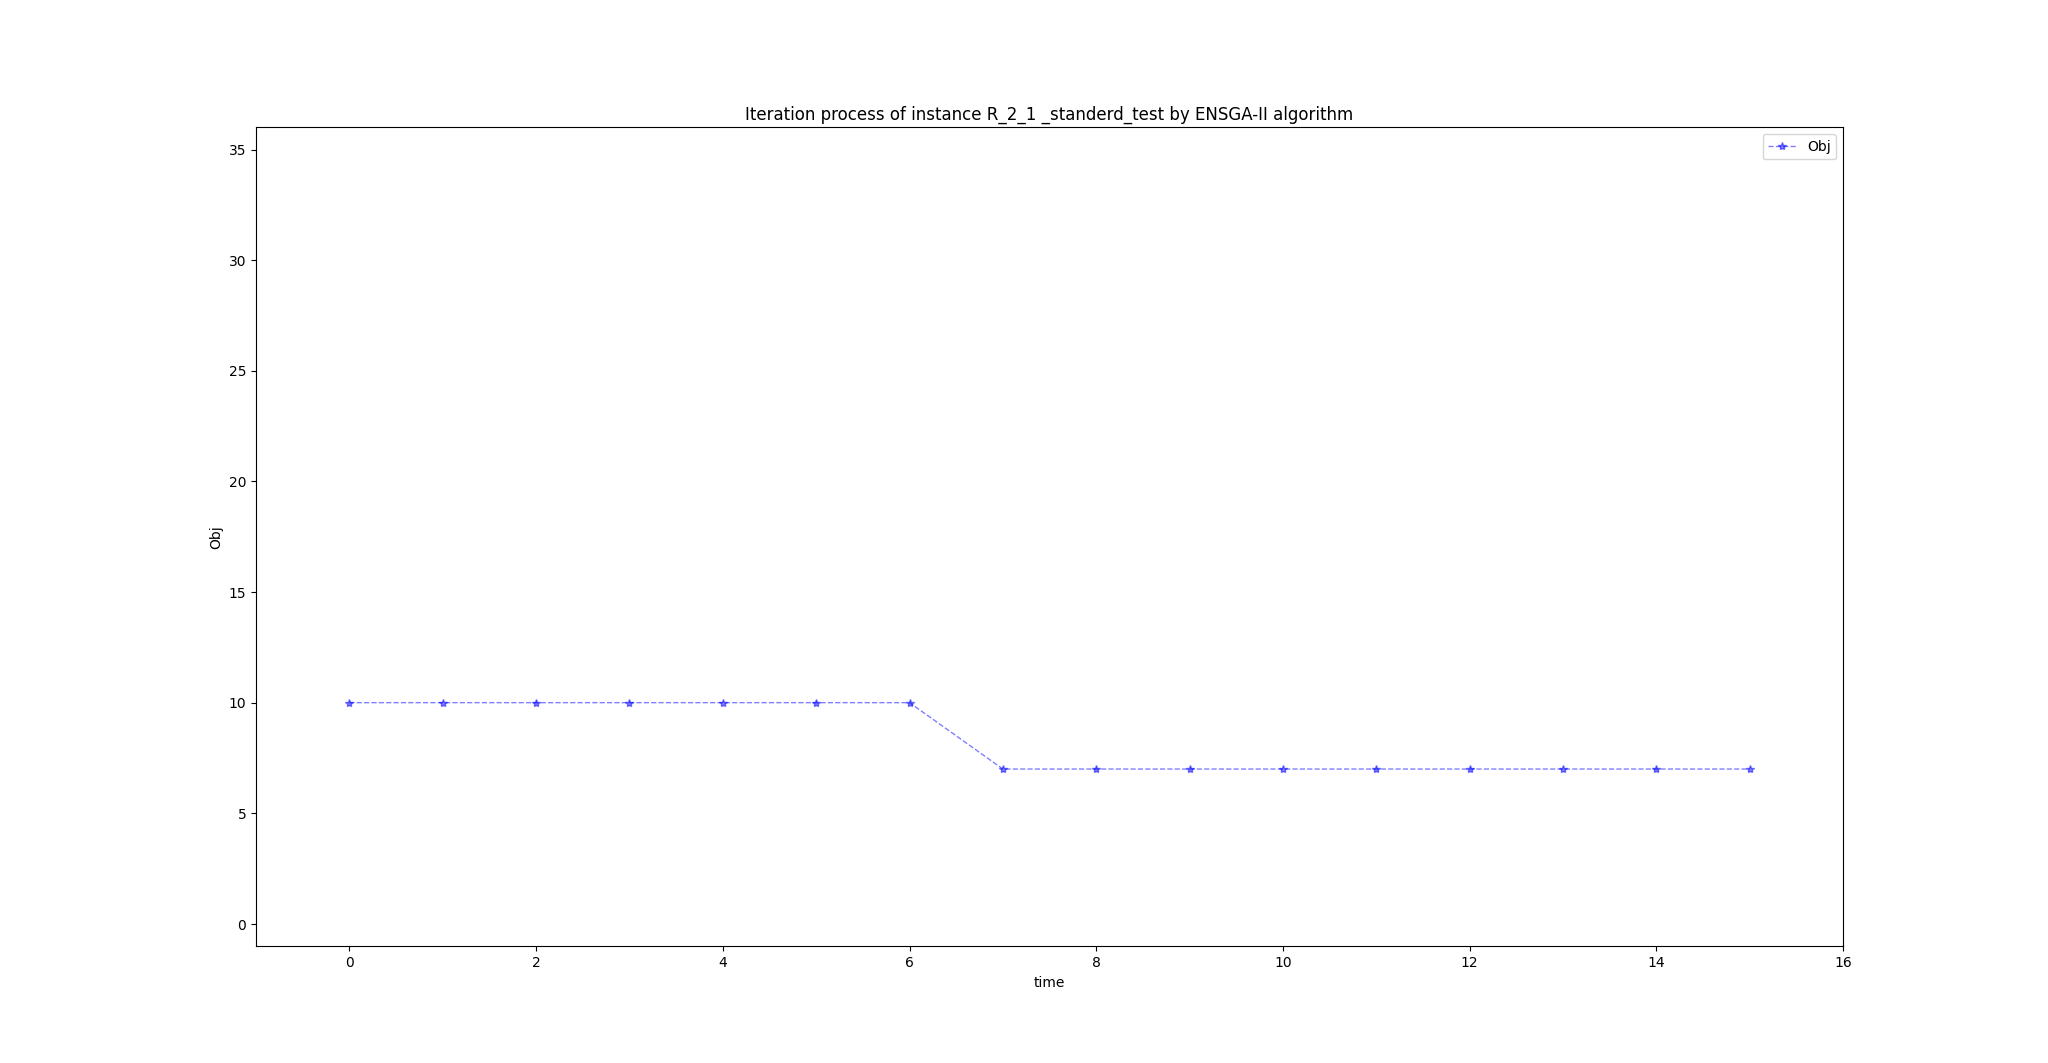 Iteration process of instance R_2_1 _standerd_test by ENSGA-II algorithm
Obj
35
30
25
20
15
10
5
0
Obj
0 2 4 6 8 10 12 14 16
time